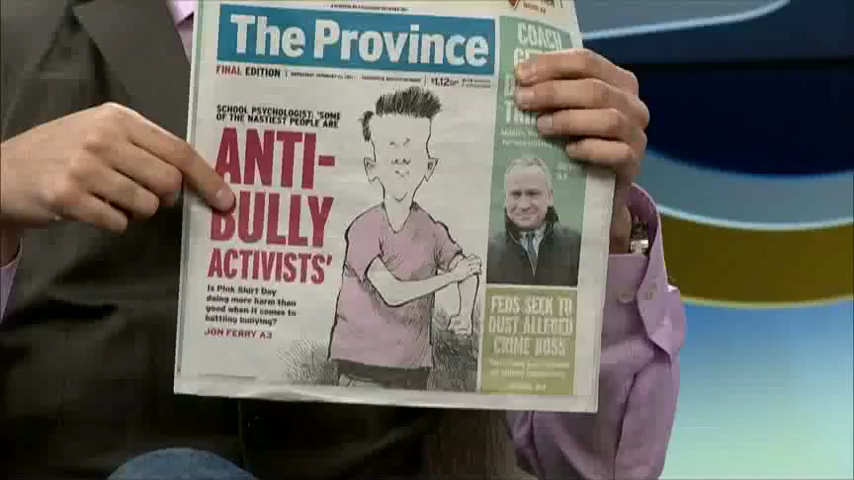 The Province
FINAL EDITION
SCHOOL PSYCHOLOGIST: 'SOME
OF THE NASTIEST PEOPLE ARE
ANTI-
BULLY
ACTIVISTS'
Is Pink Shirt Day
doing more harm than
good when it comes to
battling bullying?
JON FERRY A3
COACH
FEDS SEEK TO
OUST ALLEGED
CRIME BOSS